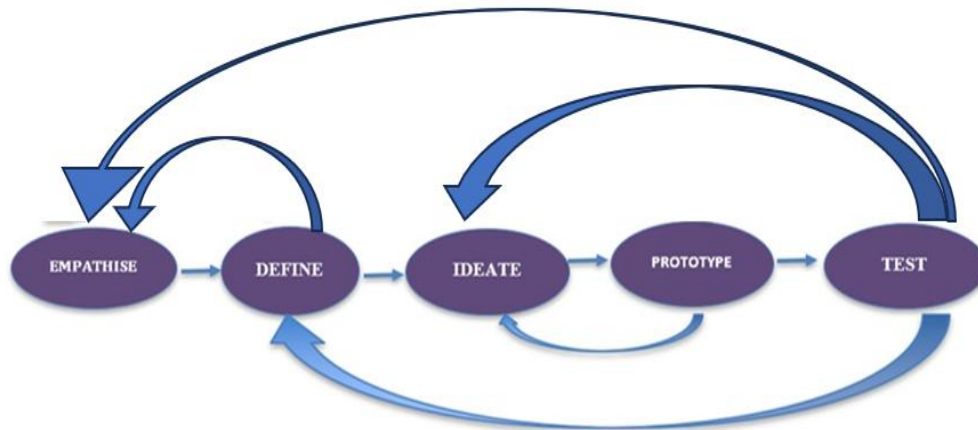 EMPATHISE
DEFINE
IDEATE
PROTOTYPE
TEST